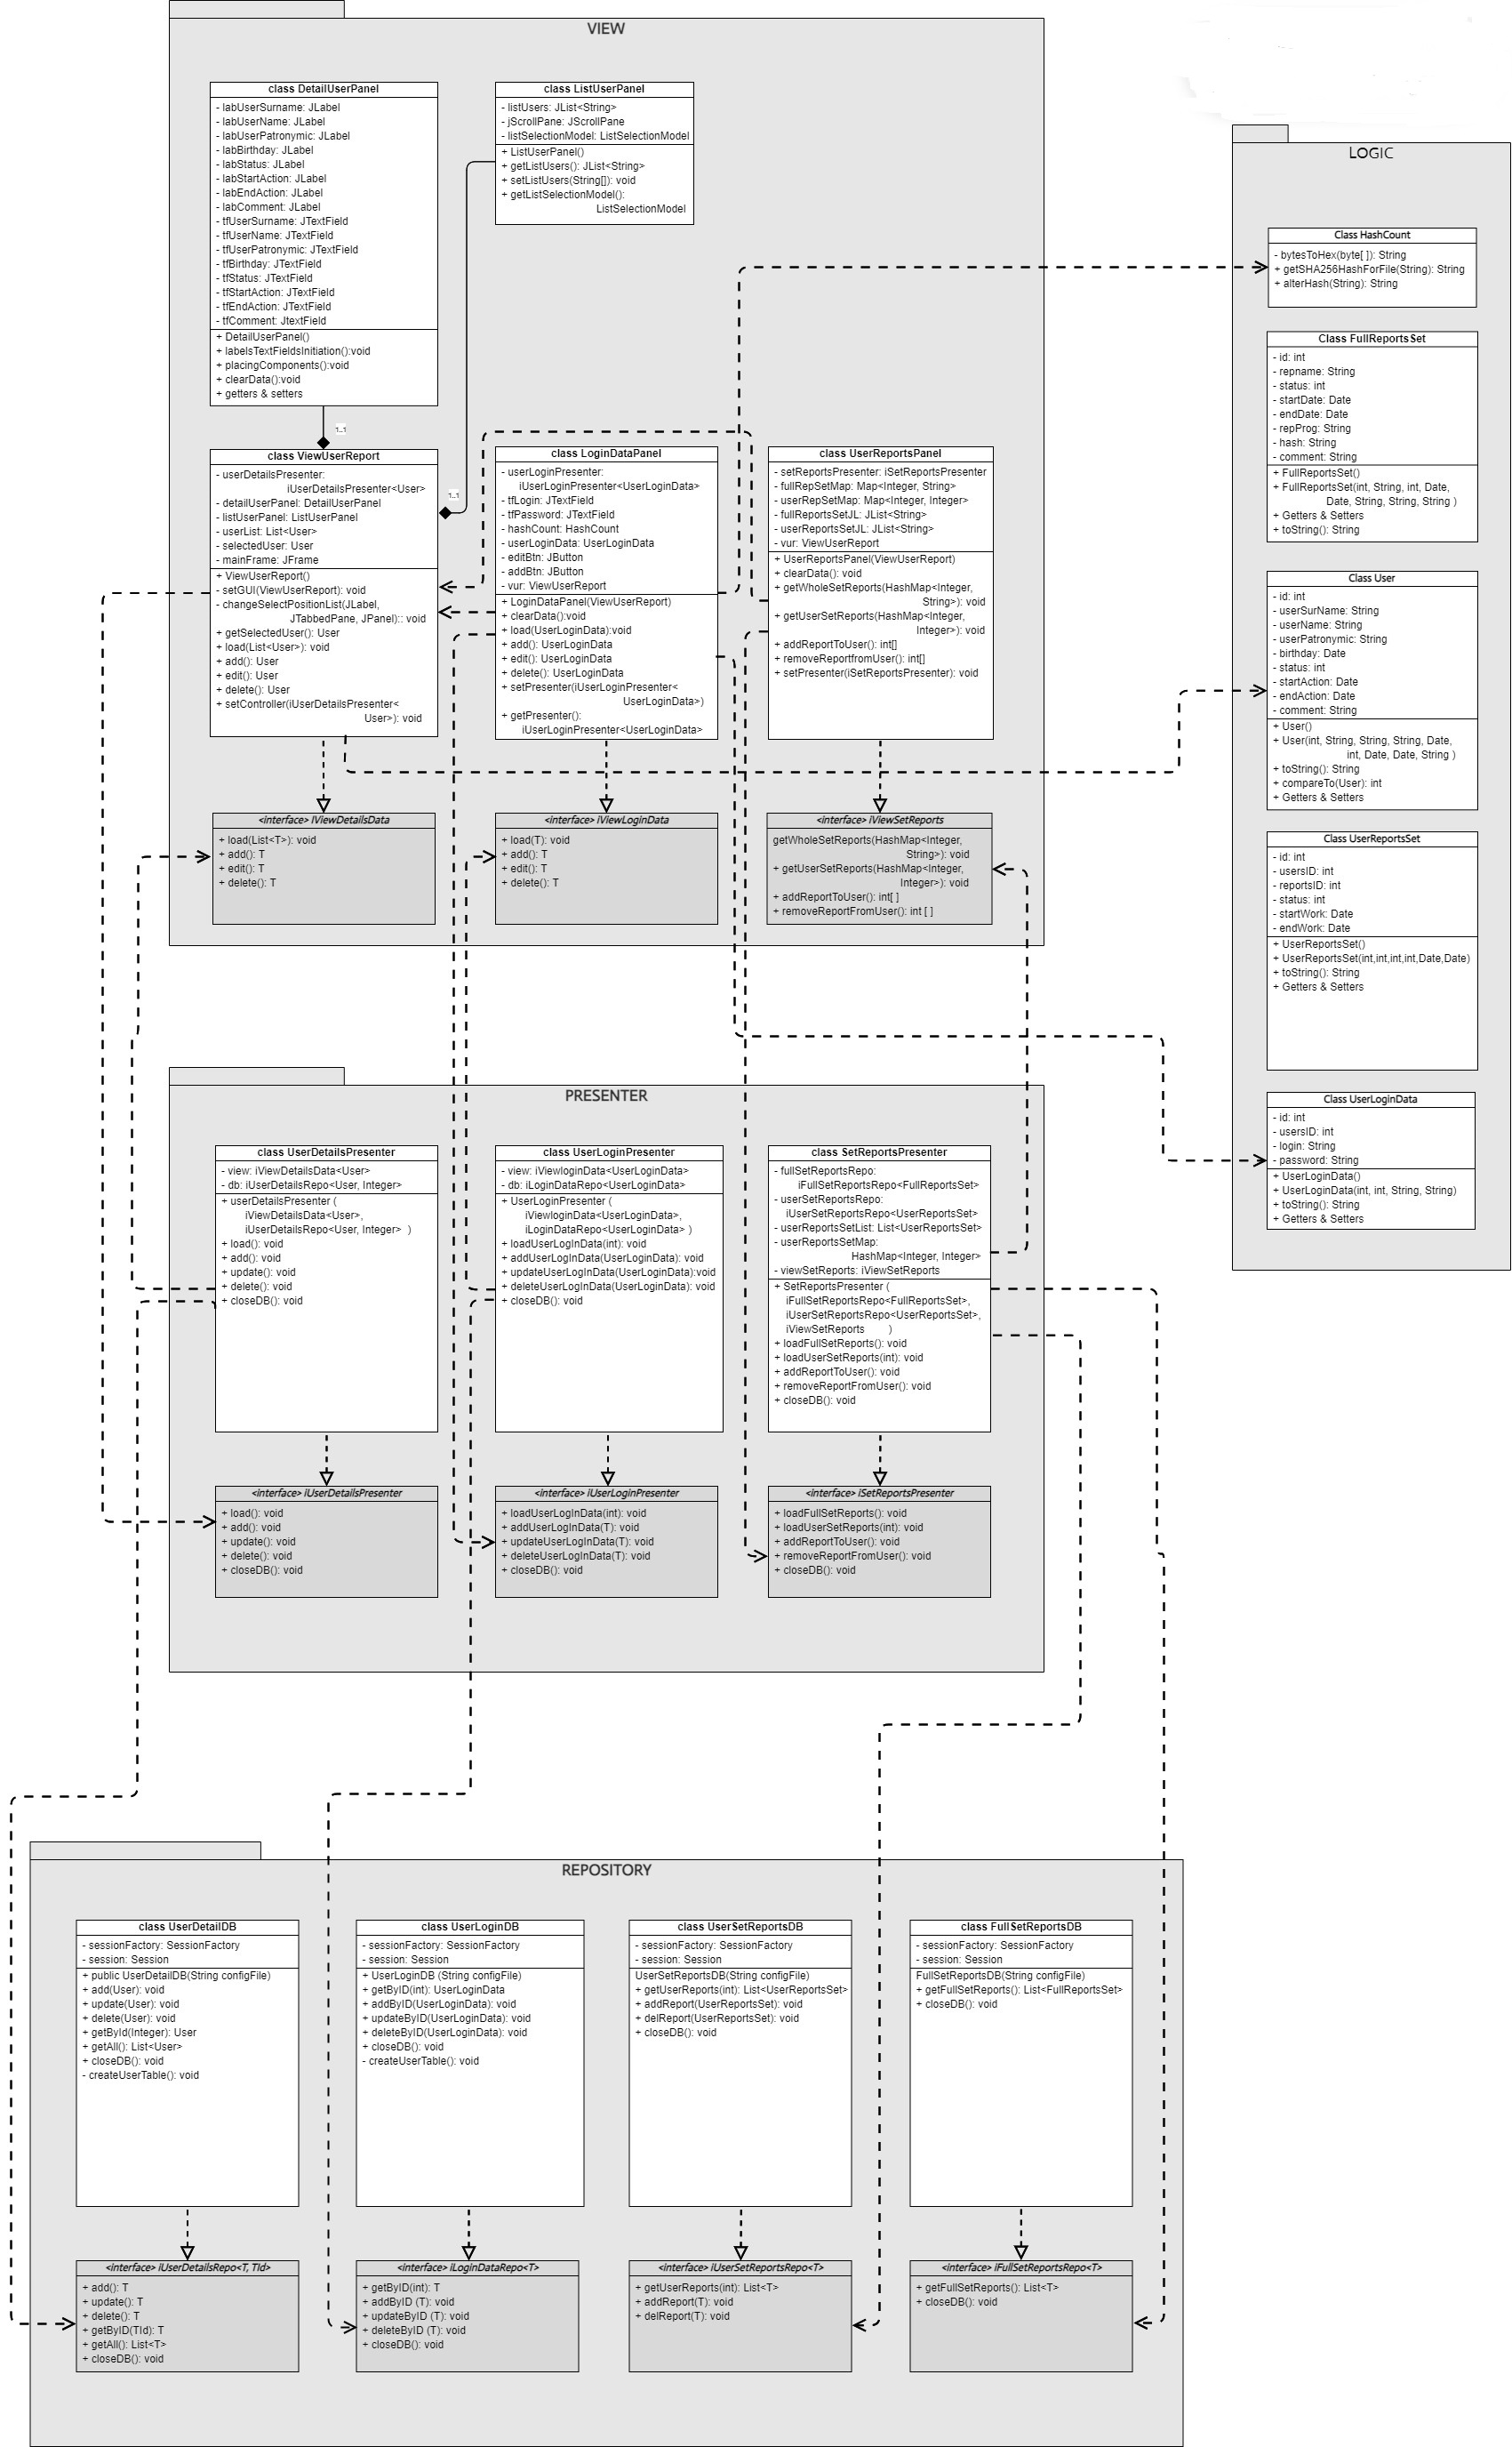 VIEW
class DetailUserPanel
- labUserSurname: JLabel
- labUserName: JLabel
- labUserPatronymic: JLabel
- labBirthday: JLabel
- labStatus: JLabel
- labStartAction: JLabel
- labEndAction: JLabel
- labComment: JLabel
- tfUserSurname: JTextField
- tfUserName: JTextField
- tfUserPatronymic: JTextField
- tfBirthday: JTextField
- tfStatus: JTextField
- tfStartAction: JTextField
- tfEndAction: JTextField
- tfComment: JtextField
+ DetailUserPanel()
+ labelsTextFieldsInitiation():void
+ placingComponents():void
+ clearData():void
+ getters & setters
class ListUserPanel
- listUsers: JList<String>
- jScrollPane: JScrollPane
- listSelectionModel: ListSelectionModel
+ ListUserPanel()
+ getListUsers(): JList<String>
+ setListUsers(String[]): void
+ getListSelectionModel():
ListSelectionModel
1..1
1..1
class ViewUserReport
- userDetailsPresenter:
iUserDetailsPresenter<User>
- detailUserPanel: DetailUserPanel
- listUserPanel: ListUserPanel
- userList: List<User>
- selectedUser: User
- mainFrame: JFrame
+ ViewUserReport()
- setGUI(ViewUserReport): void
- changeSelectPositionList(JLabel,
JTabbedPane, JPanel):: void
+ getSelectedUser(): User
+ load(List<User>): void
+ add(): User
+ edit(): User
+ delete(): User
+ setController(iUserDetailsPresenter<
User>): void
class LoginDataPanel
- userLoginPresenter:
iUserLoginPresenter<UserLoginData>
- tfLogin: JTextField
- tfPassword: JTextField
- hashCount: HashCount
- userLoginData: UserLoginData
- editBtn: JButton
- addBtn: JButton
- vur: ViewUserReport
+ LoginDataPanel(ViewUserReport)
+ clearData():void
+ load(UserLoginData):void
+ add(): UserLoginData
+ edit(): UserLoginData
+ delete(): UserLoginData
+ setPresenter(iUserLoginPresenter<
UserLoginData>)
+ getPresenter():
iUserLoginPresenter<UserLoginData>
class UserReportsPanel
- setReportsPresenter: iSetReportsPresenter
- fullRepSetMap: Map<Integer, String>
- userRepSetMap: Map<Integer, Integer>
- fullReportsSetJL: JList<String>
- userReportsSetJL: JList<String>
- vur: ViewUserReport
+ UserReportsPanel(ViewUserReport)
+ clearData(): void
+ getWholeSetReports(HashMap<Integer,
String>): void
+ getUserSetReports(HashMap<Integer,
Integer>): void
+ addReportToUser(): int[]
+ removeReportfromUser(): int[]
+ setPresenter(iSetReportsPresenter): void
<interface> IViewDetailsData
+ load(List<T>): void
+ add(): T
+ edit(): T
+ delete(): T
<interface> iViewLoginData
+ load(T): void
+ add(): T
+ edit(): T
+ delete(): T
<interface> iViewSetReports
getWholeSetReports(HashMap<Integer,
String>): void
+ getUserSetReports(HashMap<Integer,
Integer>): void
+ addReportToUser(): int[ ]
+ removeReportFromUser(): int [ ]
LOGIC
Class HashCount
- bytesToHex(byte[ ]): String
+ getSHA256HashForFile(String): String
+ alterHash(String): String
Class FullReportsSet
- id: int
- repname: String
- status: int
- startDate: Date
- endDate: Date
- repProg: String
- hash: String
- comment: String
+ FullReportsSet()
+ FullReportsSet(int, String, int, Date,
Date, String, String, String )
+ Getters & Setters
+ toString(): String
Class User
- id: int
- userSurName: String
- userName: String
- userPatronymic: String
- birthday: Date
- status: int
- startAction: Date
- endAction: Date
- comment: String
+ User()
+ User(int, String, String, String, Date,
int, Date, Date, String )
+ toString(): String
+ compareTo(User): int
+ Getters & Setters
Class UserReportsSet
- id: int
- usersID: int
- reportsID: int
- status: int
- startWork: Date
- endWork: Date
+ UserReportsSet()
+ UserReportsSet(int,int,int,int,Date,Date)
+ toString(): String
+ Getters & Setters
Class UserLoginData
- id: int
- usersID: int
- login: String
- password: String
+ UserLoginData()
+ UserLoginData(int, int, String, String)
+ toString(): String
+ Getters & Setters
PRESENTER
class UserDetailsPresenter
- view: iViewDetailsData<User>
- db: iUserDetailsRepo<User, Integer>
+ userDetailsPresenter (
iViewDetailsData<User>,
iUserDetailsRepo<User, Integer> )
+ load(): void
+ add(): void
+ update(): void
+ delete(): void
+ closeDB(): void
class UserLoginPresenter
- view: iViewloginData<UserLoginData>
- db: iLoginDataRepo<UserLoginData>
+ UserLoginPresenter (
iViewloginData<UserLoginData>,
iLoginDataRepo<UserLoginData> )
+ loadUserLogInData(int): void
+ addUserLogInData(UserLoginData): void
+ updateUserLogInData(UserLoginData):void
+ deleteUserLogInData(UserLoginData): void
+ closeDB(): void
class SetReportsPresenter
- fullSetReportsRepo:
iFullSetReportsRepo<FullReportsSet>
- userSetReportsRepo:
iUserSetReportsRepo<UserReportsSet>
- userReportsSetList: List<UserReportsSet>
- userReportsSetMap:
HashMap<Integer, Integer>
- viewSetReports: iViewSetReports
+ SetReportsPresenter (
iFullSetReportsRepo<FullReportsSet>,
iUserSetReportsRepo<UserReportsSet>,
iViewSetReports )
+ loadFullSetReports(): void
+ loadUserSetReports(int): void
+ addReportToUser(): void
+ removeReportFromUser(): void
+ closeDB(): void
<interface> iUserDetailsPresenter
+ load(): void
+ add(): void
+ update(): void
+ delete(): void
+ closeDB(): void
<interface> iUserLoginPresenter
+ loadUserLogInData(int): void
+ addUserLogInData(T): void
+ updateUserLogInData(T): void
+ deleteUserLogInData(T): void
+ closeDB(): void
<interface> iSetReportsPresenter
+ loadFullSetReports(): void
+ loadUserSetReports(int): void
+ addReportToUser(): void
+ removeReportFromUser(): void
+ closeDB(): void
REPOSITORY
class UserDetailDB
- sessionFactory: SessionFactory
- session: Session
+ public UserDetailDB(String configFile)
+ add(User): void
+ update(User): void
+ delete(User): void
+ getById(Integer): User
+ getAll(): List<User>
+ closeDB(): void
- createUserTable(): void
class UserLoginDB
- sessionFactory: SessionFactory
- session: Session
+ UserLoginDB (String configFile)
+ getByID(int): UserLoginData
+ addByID(UserLoginData): void
+ updateByID(UserLoginData): void
+ deleteByID(UserLoginData): void
+ closeDB(): void
- createUserTable(): void
class UserSetReportsDB
- sessionFactory: SessionFactory
- session: Session
UserSetReportsDB(String configFile)
+ getUserReports(int): List<UserReportsSet>
+ addReport(UserReportsSet): void
+ delReport(UserReportsSet): void
+ closeDB(): void
class FullSetReportsDB
- sessionFactory: SessionFactory
- session: Session
FullSetReportsDB(String configFile)
+ getFullSetReports(): List<FullReportsSet>
+ closeDB(): void
<interface> iUserDetailsRepo<T, TId>
+ add(): T
+ update(): T
+ delete(): T
+ getByID(TId): T
+ getAll(): List<T>
+ closeDB(): void
<interface> iLoginDataRepo<T>
+ getByID(int): T
+ addByID (T): void
+ updateByID (T): void
+ deleteByID (T): void
+ closeDB(): void
<interface> iUserSetReportsRepo<T>
+ getUserReports(int): List<T>
+ addReport(T): void
+ delReport(T): void
<interface> iFullSetReportsRepo<T>
+ getFullSetReports(): List<T>
+ closeDB(): void